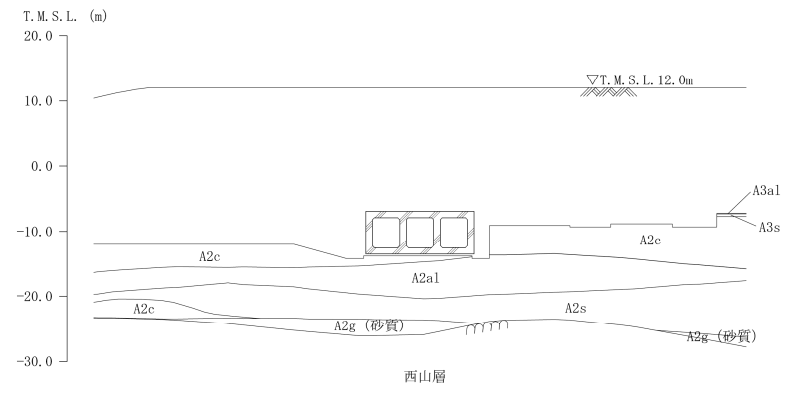 T.M.S.L. (m)
20.0
▽T.M.S.L.12.0m
10.0
0.0
A3al
A3s
-10.0
A2c
A2c
A2al
-20.0
A2c
A2s
A2g (砂質)
A2g (砂質)
-30.0
西山層